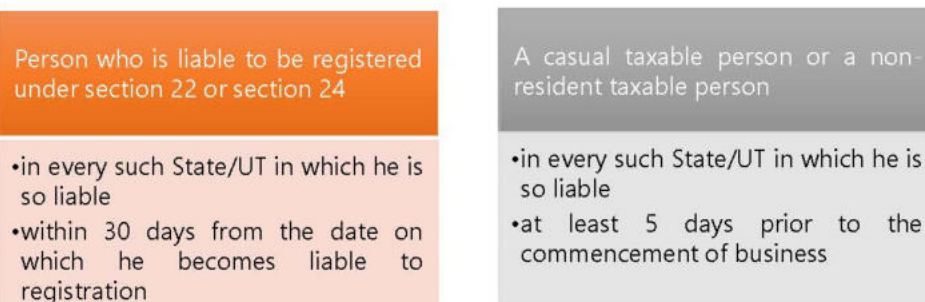 Person who is liable to be registered
under section 22 or section 24
•in every such State/UT in which he is
so liable
•within 30 days from the date on
which he becomes liable to
registration
A casual taxable person or a non-
resident taxable person
•in every such State/UT in which he is
so liable
•at least 5 days prior to the
commencement of business